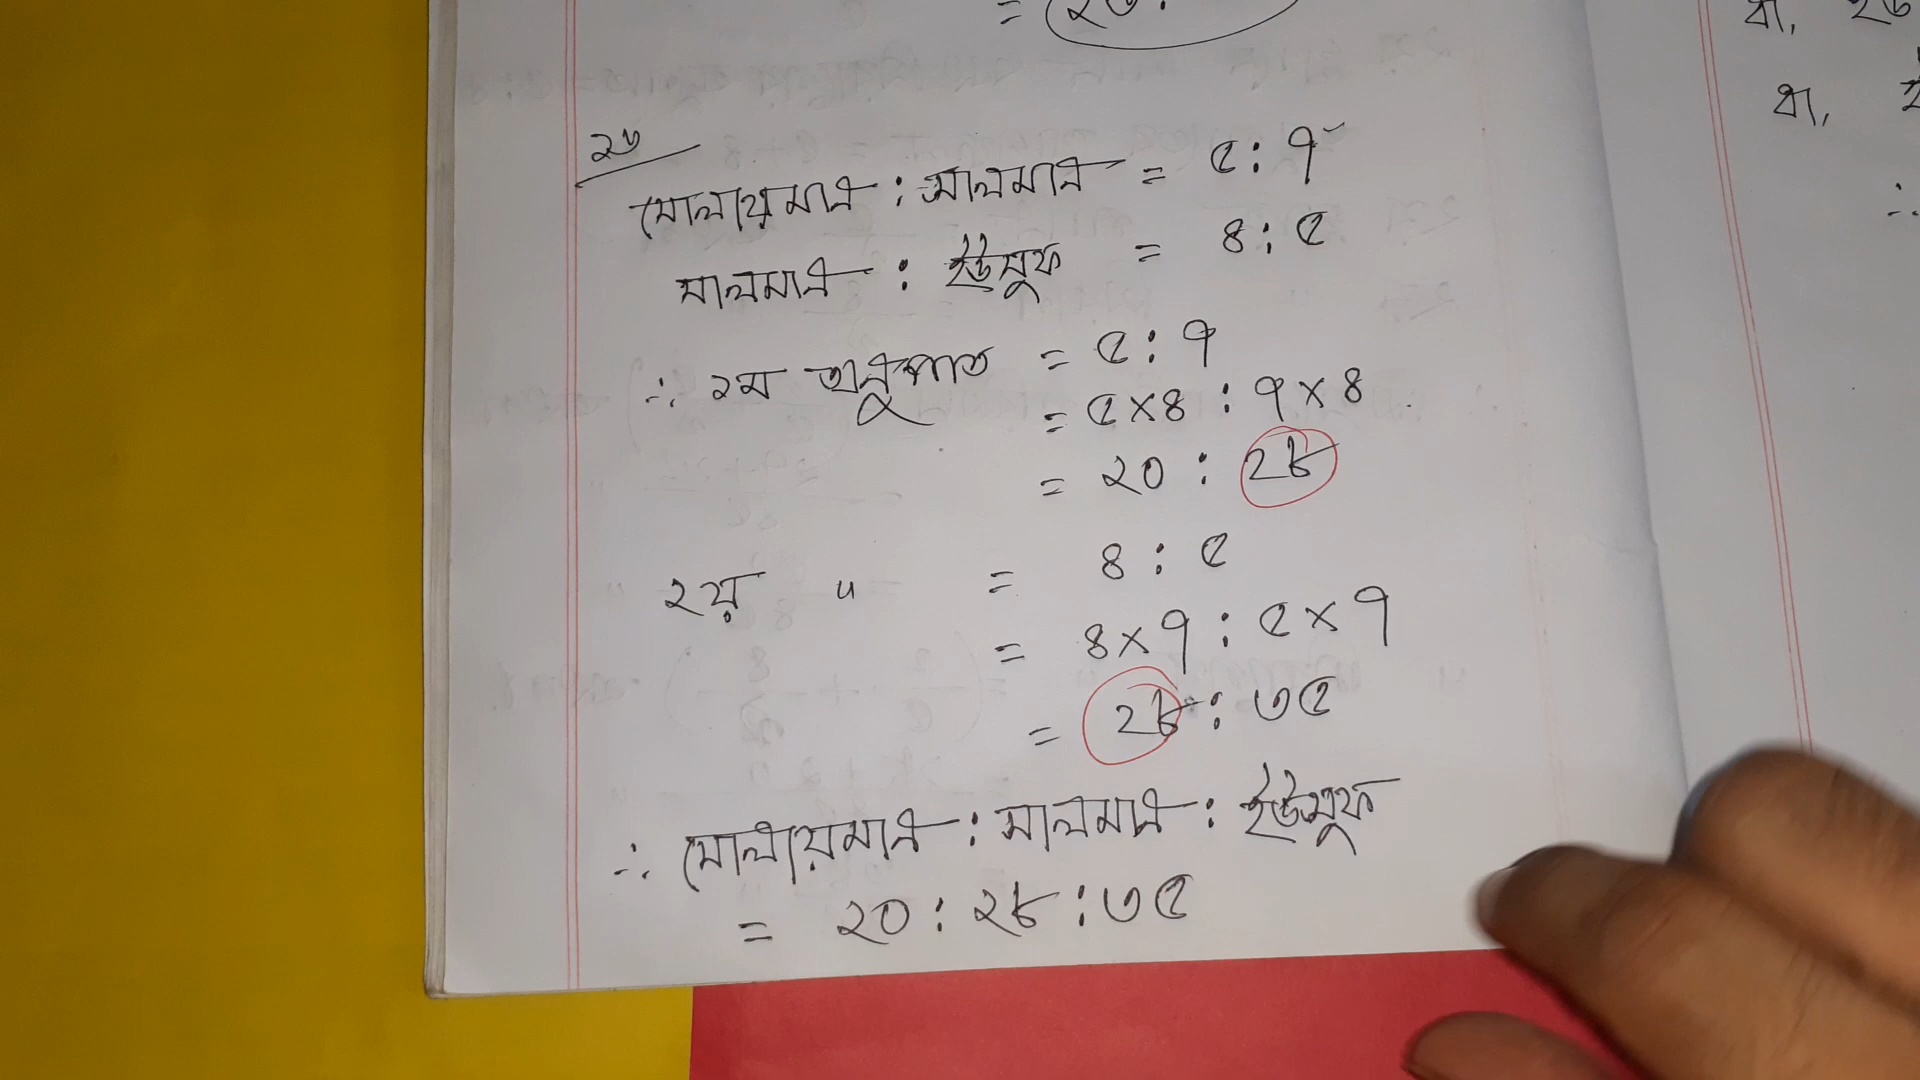 = ২৩:
২৬
সোলায়মান : সালমান = ৫ : ৭
সালমান : ইউসুফ = ৪ : ৫
∴ ১ম অনুপাত = ৫ : ৭
= ৫×৪ : ৭×৪
= ২০ : ২৮
২য় " = ৪ : ৫
= ৪×৭ : ৫×৭
= ২৮ : ৩৫
∴ সোলায়মান : সালমান : ইউসুফ
= ২০ : ২৮ : ৩৫
বা,
বা,
∴